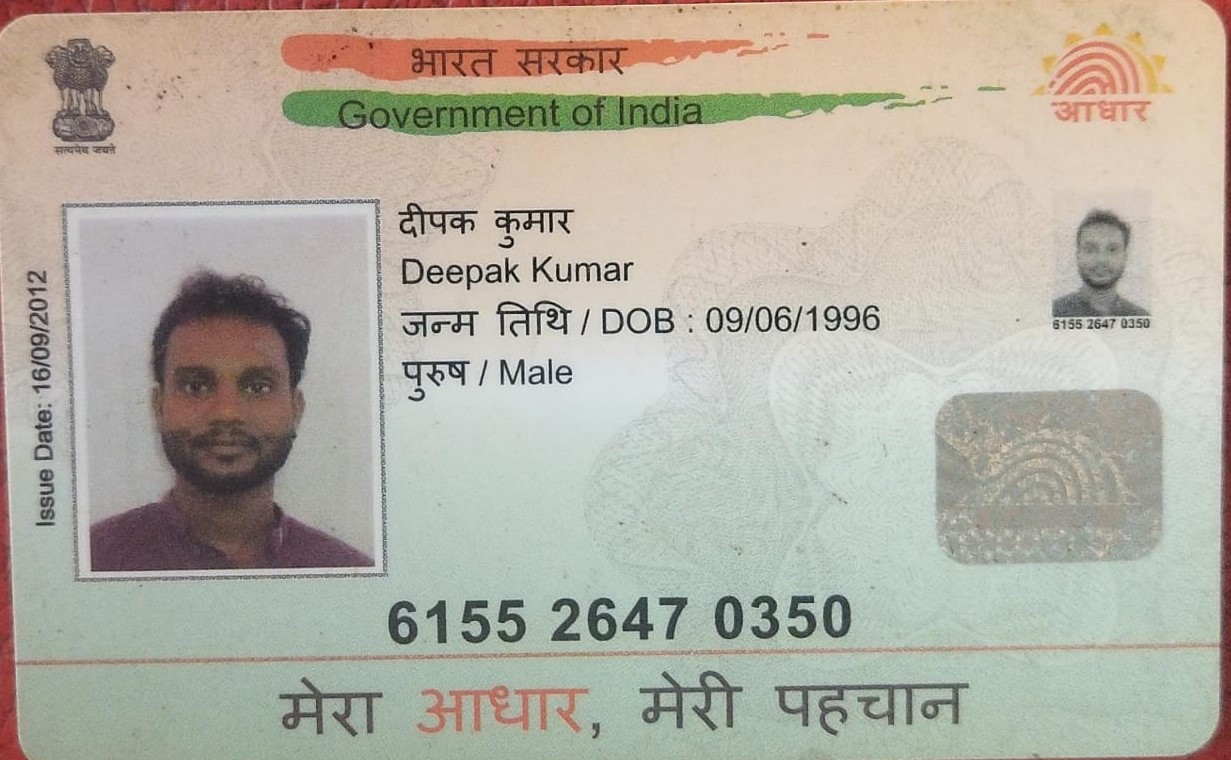 भारत सरकार
Government of India
आधार
सत्यमेव जयते
दीपक कुमार
Deepak Kumar
जन्म तिथि / DOB : 09/06/1996
पुरुष / Male
Issue Date: 16/09/2012
6155 2647 0350
6155 2647 0350
मेरा आधार, मेरी पहचान